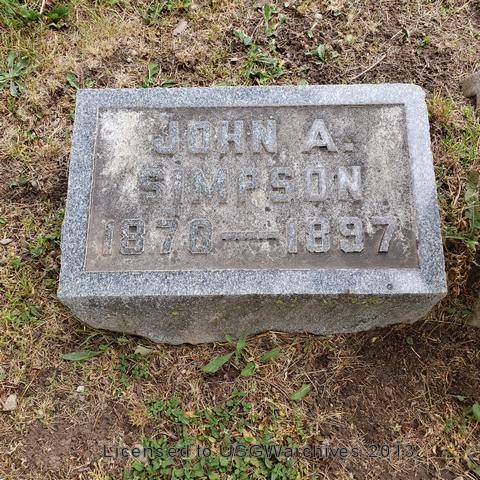 JOHN A.
SIMPSON
1870 — 1897
Licensed to USGWarchives 2013.